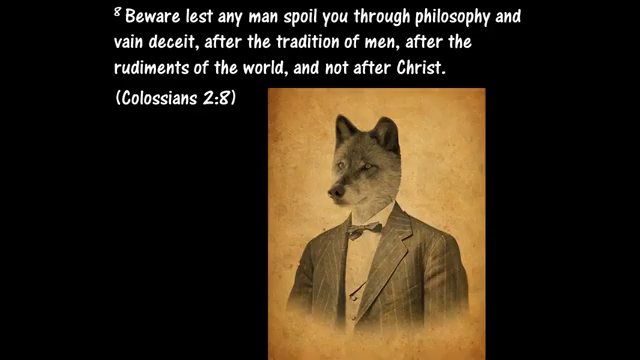 8 Beware lest any man spoil you through philosophy and
vain deceit, after the tradition of men, after the
rudiments of the world, and not after Christ.
(Colossians 2:8)